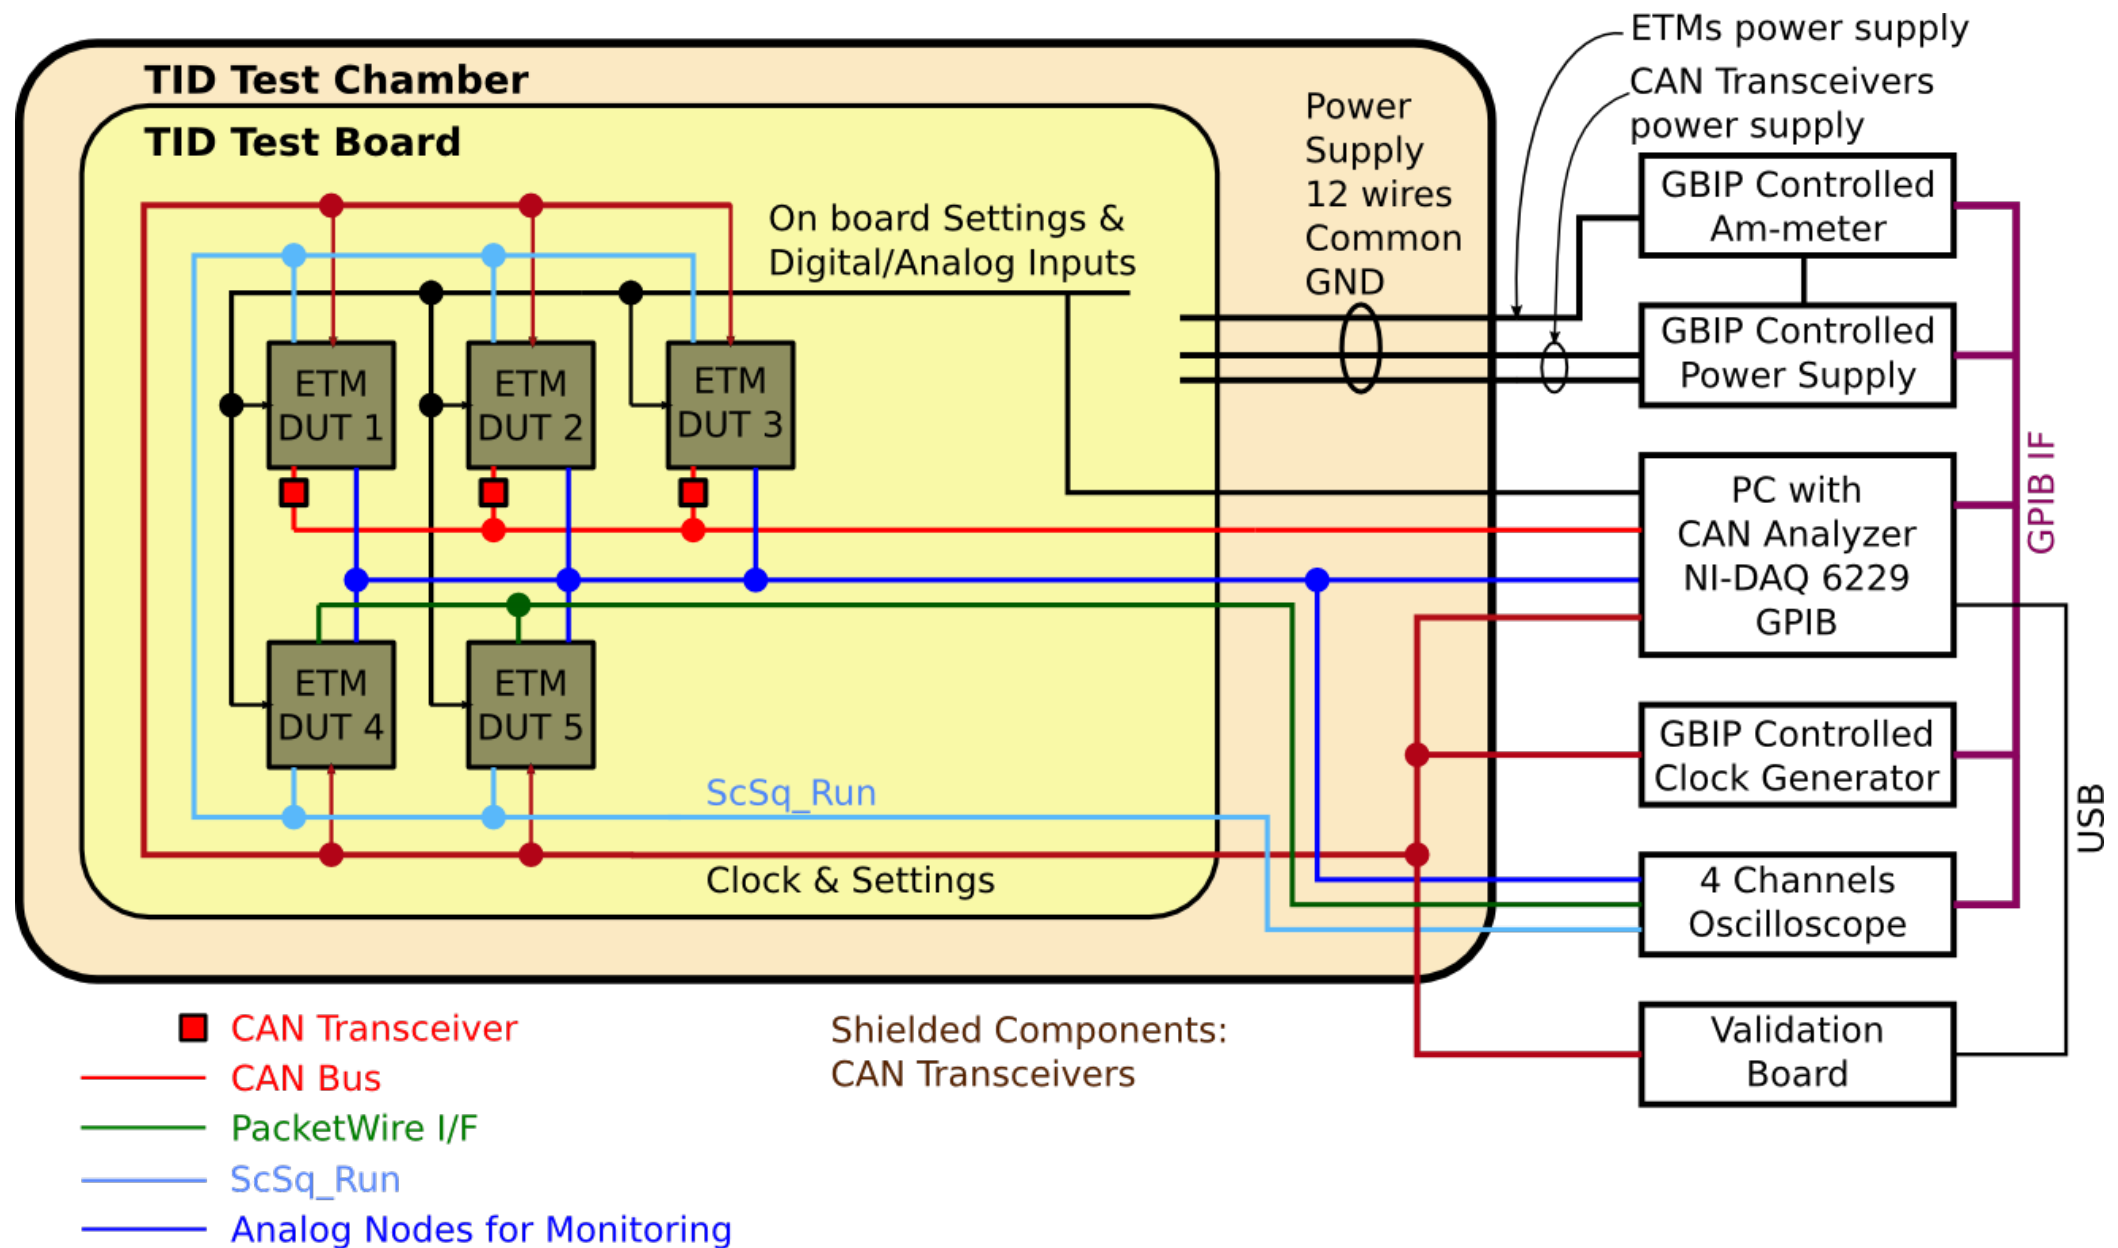 ETMs power supply
CAN Transceivers
power supply
TID Test Chamber
TID Test Board
Power
Supply
12 wires
Common
GND
On board Settings &
Digital/Analog Inputs
GBIP Controlled
Am-meter
GBIP Controlled
Power Supply
ETM
DUT 1
ETM
DUT 2
ETM
DUT 3
PC with
CAN Analyzer
NI-DAQ 6229
GPIB
GPIB IF
ETM
DUT 4
ETM
DUT 5
GBIP Controlled
Clock Generator
ScSq_Run
Clock & Settings
USB
4 Channels
Oscilloscope
Validation
Board
CAN Transceiver
CAN Bus
PacketWire I/F
ScSq_Run
Analog Nodes for Monitoring
Shielded Components:
CAN Transceivers